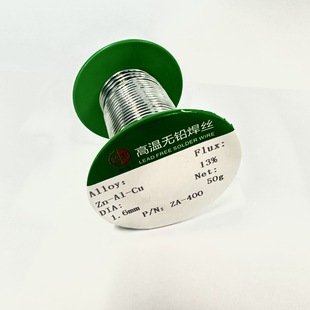 高温无铅焊丝
LEAD FREE SOLDER WIRE
Alloy: Flux:
Zn-Al-Cu 13%
DIA: Net:
1.6mm P/N: ZA-400 50g